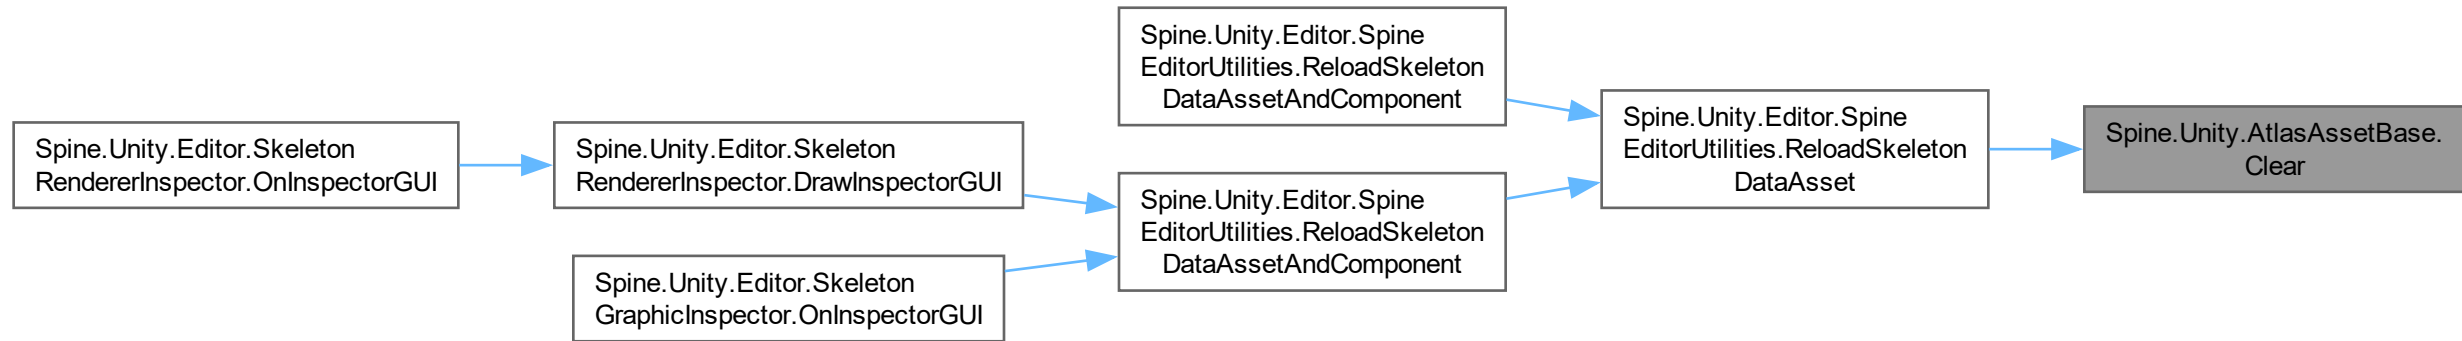 Spine.Unity.Editor.Skeleton
RendererInspector.OnInspectorGUI
Spine.Unity.Editor.Skeleton
RendererInspector.DrawInspectorGUI
Spine.Unity.Editor.Skeleton
GraphicInspector.OnInspectorGUI
Spine.Unity.Editor.Spine
EditorUtilities.ReloadSkeleton
DataAssetAndComponent
Spine.Unity.Editor.Spine
EditorUtilities.ReloadSkeleton
DataAssetAndComponent
Spine.Unity.Editor.Spine
EditorUtilities.ReloadSkeleton
DataAsset
Spine.Unity.AtlasAssetBase.
Clear